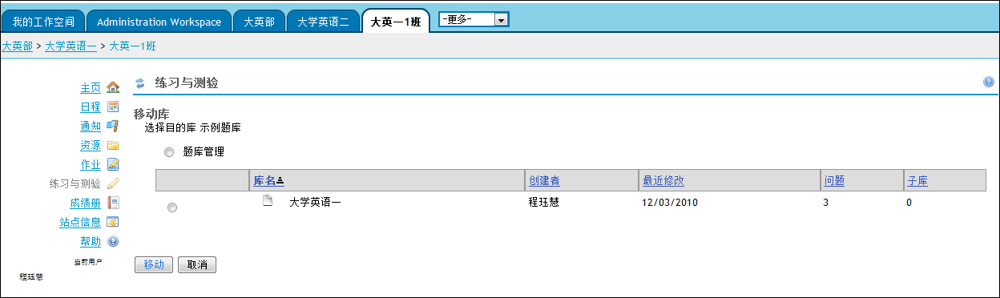 我的工作空间 Administration Workspace 大英部 大学英语二 大英一1班 -更多-
大英部 > 大学英语一 > 大英一1班
主页
日程
通知
资源
作业
练习与测验
成绩册
站点信息
帮助
当前用户
程珏慧
练习与测验
移动库
选择目的库 示例题库
题库管理
库名 创建者 最近修改 问题 子库
大学英语一 程珏慧 12/03/2010 3 0
移动 取消